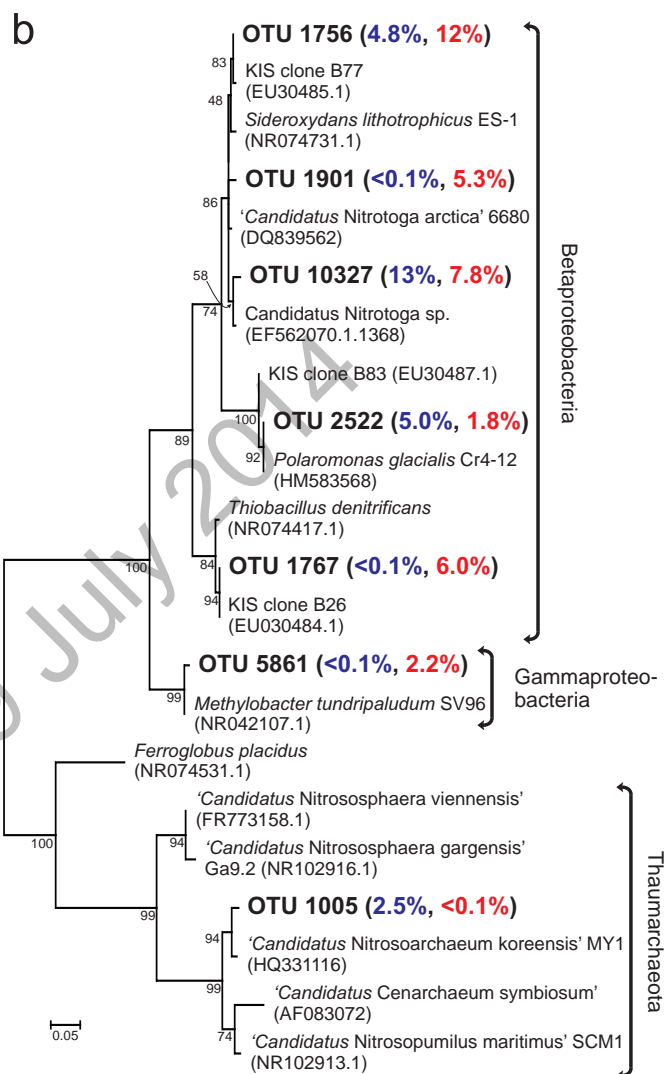 b
OTU 1756 (4.8%, 12%)
83
KIS clone B77
(EU30485.1)
48
Sideroxydans lithotrophicus ES-1
(NR074731.1)
OTU 1901 (<0.1%, 5.3%)
86
‘Candidatus Nitrotoga arctica’ 6680
(DQ839562)
58
OTU 10327 (13%, 7.8%)
74
Candidatus Nitrotoga sp.
(EF562070.1.1368)
KIS clone B83 (EU30487.1)
100
OTU 2522 (5.0%, 1.8%)
89
92
Polaromonas glacialis Cr4-12
(HM583568)
Thiobacillus denitrificans
(NR074417.1)
84
OTU 1767 (<0.1%, 6.0%)
100
94
KIS clone B26
(EU030484.1)
Betaproteobacteria
OTU 5861 (<0.1%, 2.2%)
99
Methylobacter tundripaludum SV96
(NR042107.1)
Gammaproteo-
bacteria
Ferroglobus placidus
(NR074531.1)
‘Candidatus Nitrososphaera viennensis’
(FR773158.1)
100
94
‘Candidatus Nitrososphaera gargensis’
Ga9.2 (NR102916.1)
99
OTU 1005 (2.5%, <0.1%)
94
‘Candidatus Nitrosoarchaeum koreensis’ MY1
(HQ331116)
99
‘Candidatus Cenarchaeum symbiosum’
(AF083072)
74
‘Candidatus Nitrosopumilus maritimus’ SCM1
(NR102913.1)
Thaumarchaeota
0.05
July 2014